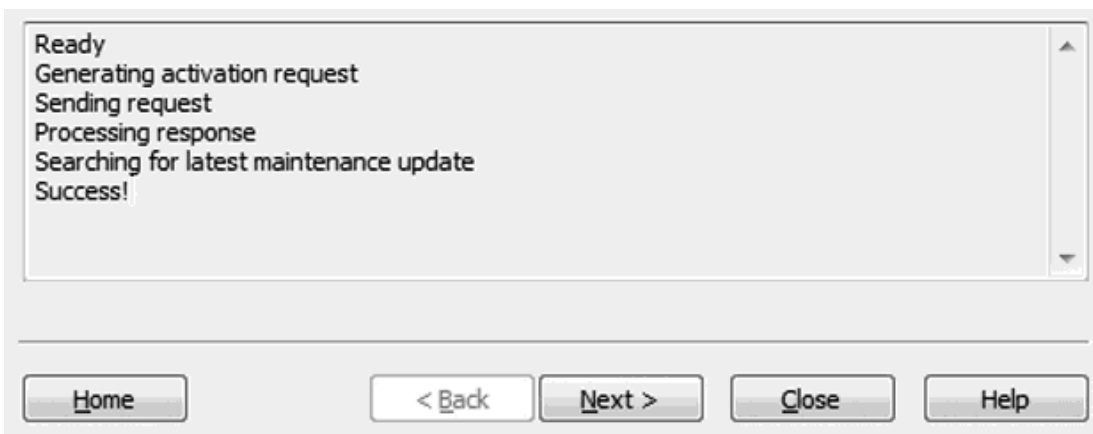 Ready
Generating activation request
Sending request
Processing response
Searching for latest maintenance update
Success!
Home
< Back
Next >
Close
Help